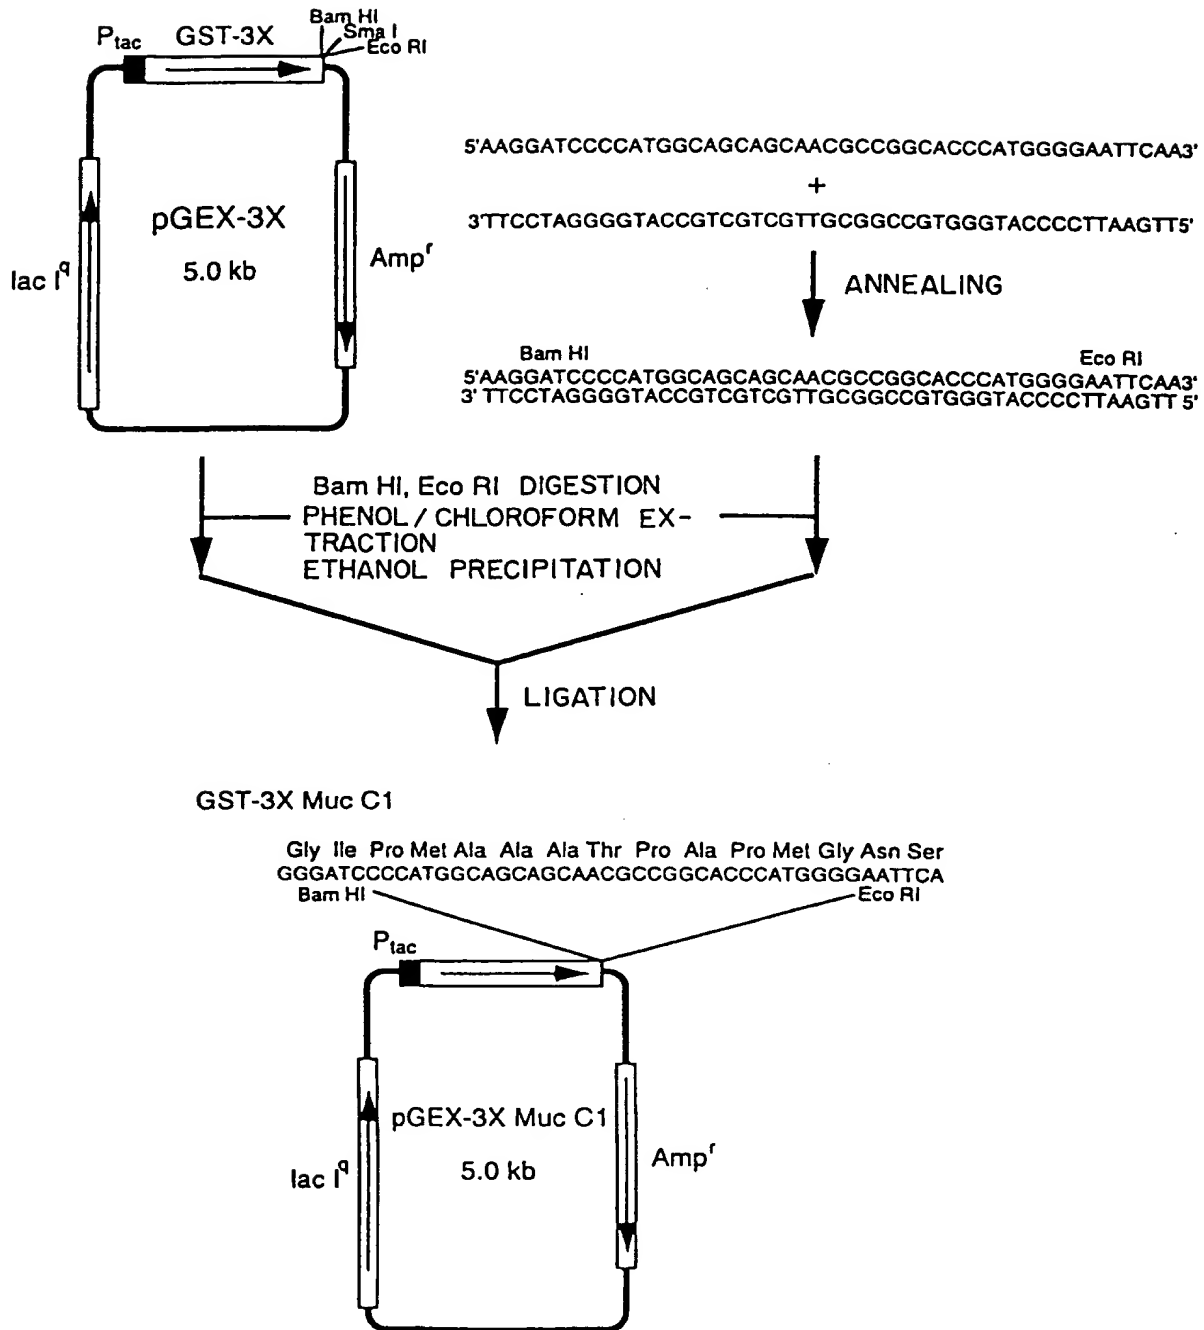 Bam HI
Sma I
Eco RI
Ptac
GST-3X
pGEX-3X
5.0 kb
lac Iq
Ampr
5'AAGGATCCCCATGGCAGCAGCAACGCCGGCACCCATGGGGAATTCAA3'
+
3'TTCCTAGGGGTACCGTCGTCGTTGCGGCCGTGGGTACCCCTTAAGTT5'
ANNEALING
Bam HI
Eco RI
5'AAGGATCCCCATGGCAGCAGCAACGCCGGCACCCATGGGGAATTCAA3'
3' TTCCTAGGGGTACCGTCGTCGTTGCGGCCGTGGGTACCCCTTAAGTT 5'
Bam HI, Eco RI DIGESTION
PHENOL / CHLOROFORM EX-
TRACTION
ETHANOL PRECIPITATION
LIGATION
GST-3X Muc C1
Gly Ile Pro Met Ala Ala Ala Thr Pro Ala Pro Met Gly Asn Ser
GGGATCCCCATGGCAGCAGCAACGCCGGCACCCATGGGGAATTCA
Bam HI
Eco RI
Ptac
pGEX-3X Muc C1
5.0 kb
lac Iq
Ampr